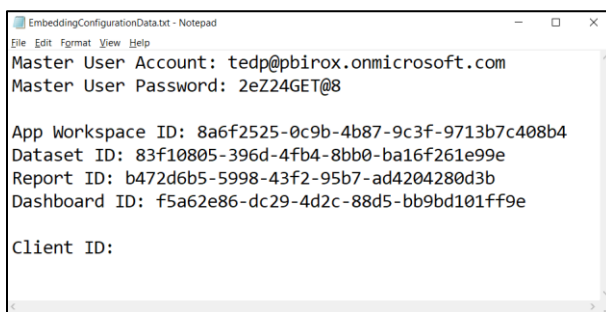 EmbeddingConfigurationData.txt - Notepad
File Edit Format View Help
Master User Account: tedp@pbirox.onmicrosoft.com
Master User Password: 2eZ24GET@8
App Workspace ID: 8a6f2525-0c9b-4b87-9c3f-9713b7c408b4
Dataset ID: 83f10805-396d-4fb4-8bb0-ba16f261e99e
Report ID: b472d6b5-5998-43f2-95b7-ad4204280d3b
Dashboard ID: f5a62e86-dc29-4d2c-88d5-bb9bd101ff9e
Client ID: